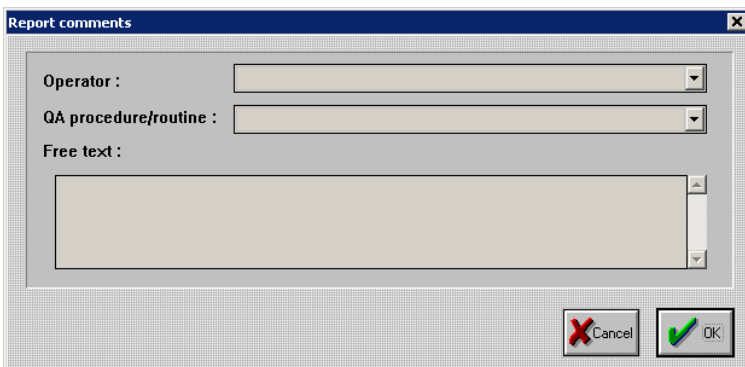 Report comments
Operator :
QA procedure/routine :
Free text :
Cancel
OK